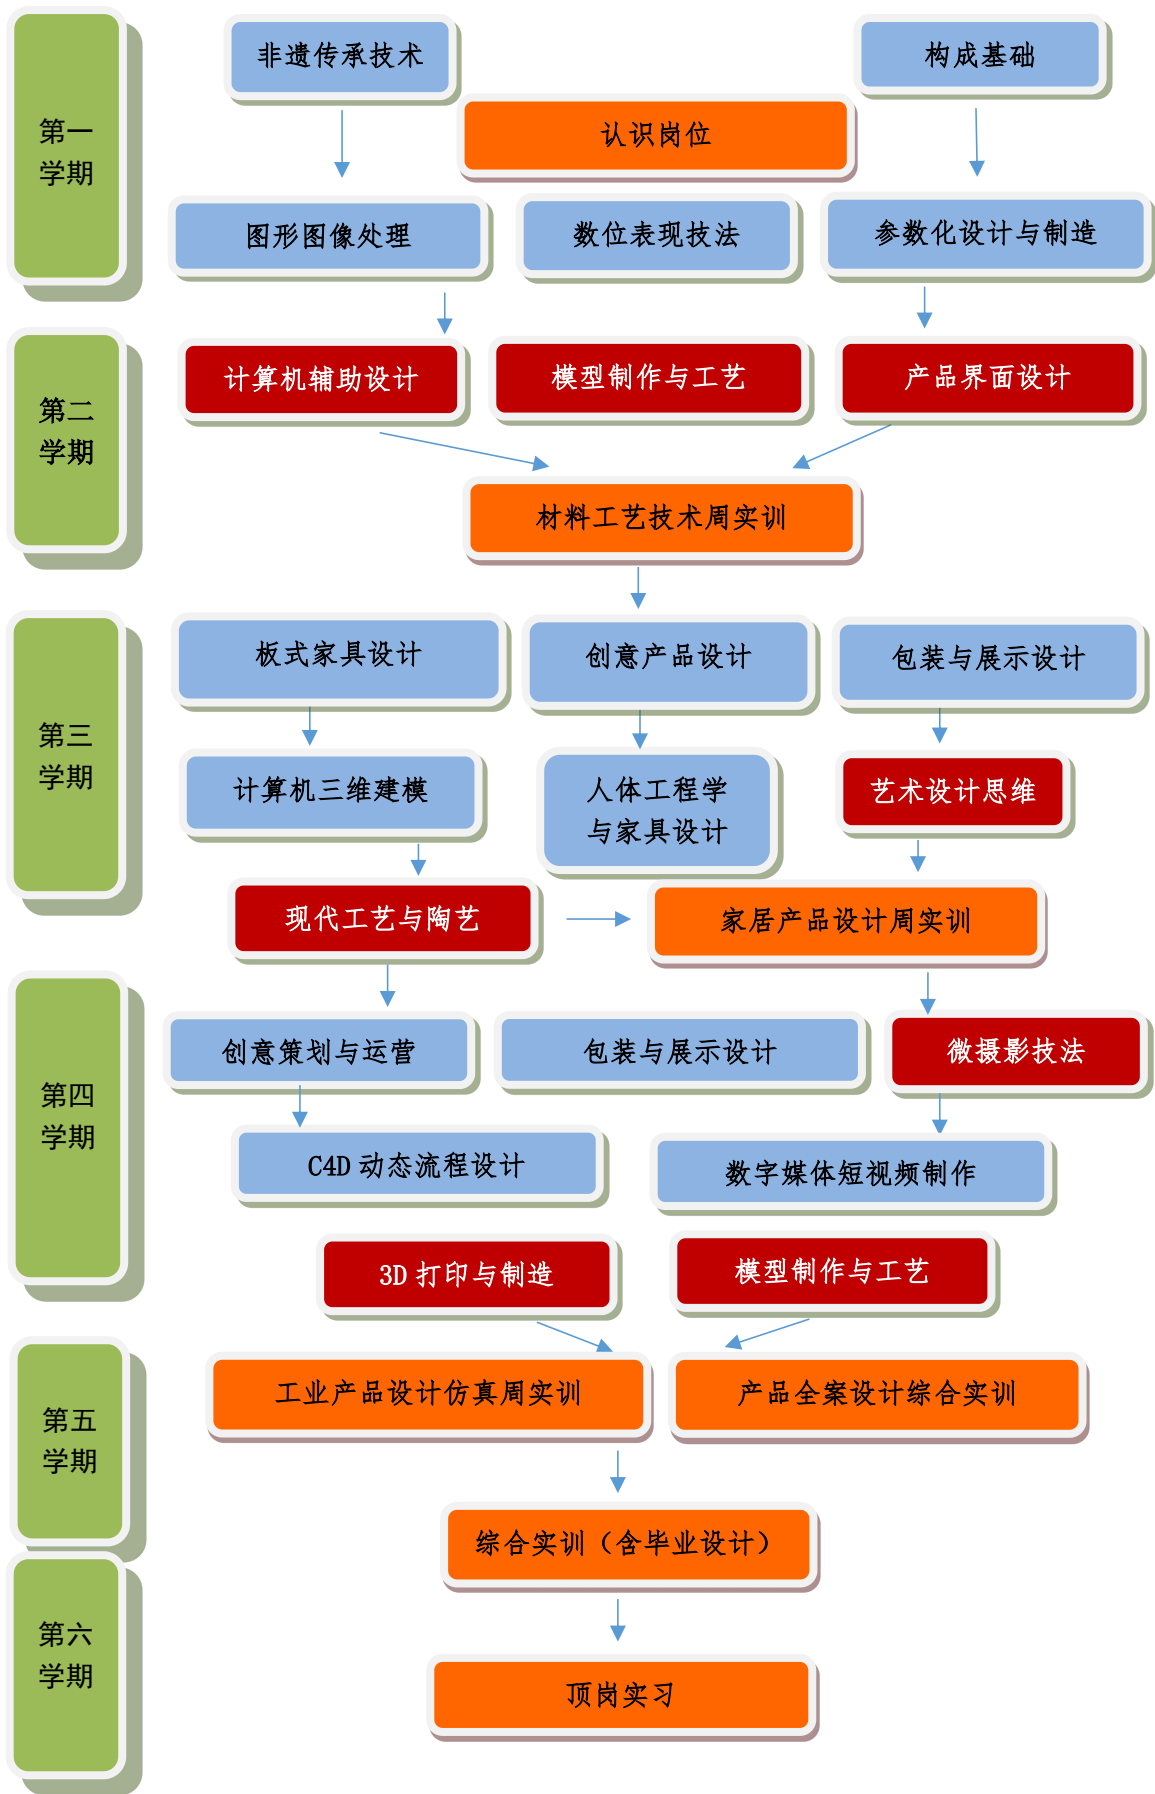 第一
学期
非遗传承技术
构成基础
认识岗位
图形图像处理
数位表现技法
参数化设计与制造
第二
学期
计算机辅助设计
模型制作与工艺
产品界面设计
材料工艺技术周实训
第三
学期
板式家具设计
创意产品设计
包装与展示设计
计算机三维建模
人体工程学
与家具设计
艺术设计思维
现代工艺与陶艺
家居产品设计周实训
第四
学期
创意策划与运营
包装与展示设计
微摄影技法
C4D 动态流程设计
数字媒体短视频制作
3D 打印与制造
模型制作与工艺
第五
学期
工业产品设计仿真周实训
产品全案设计综合实训
综合实训（含毕业设计）
第六
学期
顶岗实习